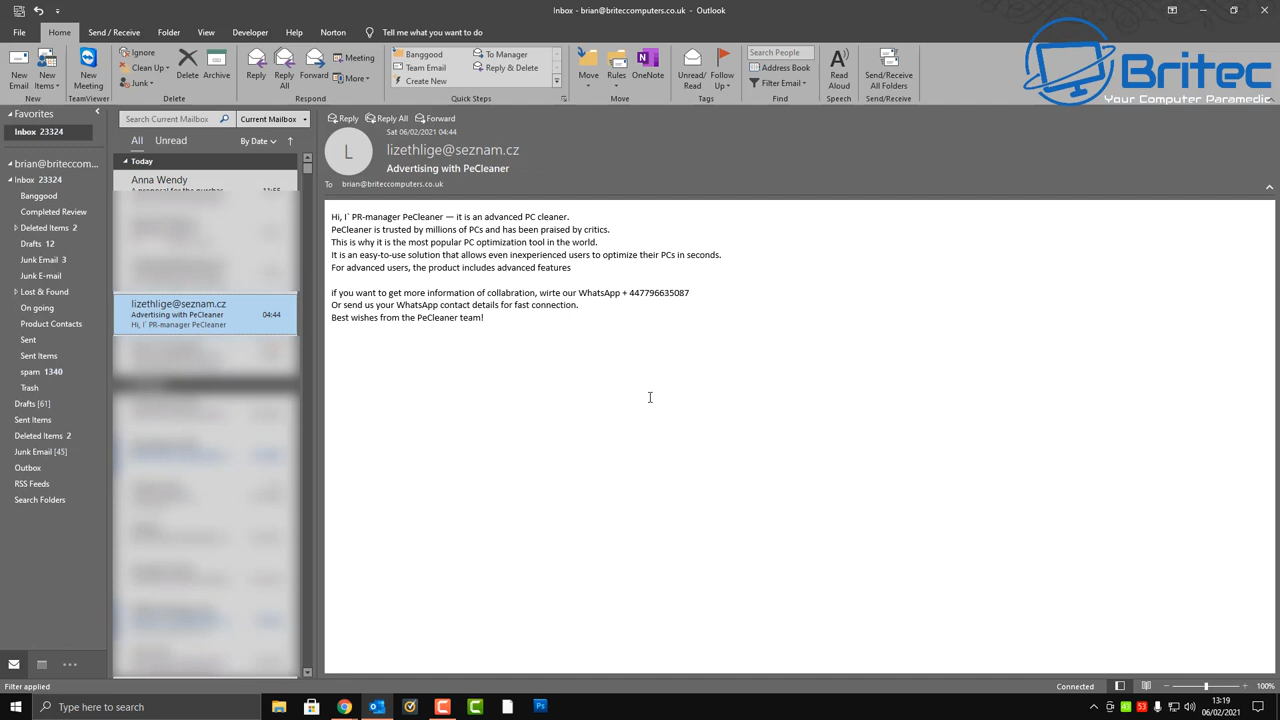 Inbox - brian@briteccomputers.co.uk - Outlook
File Home Send / Receive Folder View Developer Help Norton Tell me what you want to do
New Email
New Items
New
New Meeting
TeamViewer
Ignore
Clean Up
Junk
Delete
Archive
Delete
Reply
Reply All
Forward
Meeting
More
Respond
Banggood
Team Email
Create New
To Manager
Reply & Delete
Quick Steps
Move
Rules
OneNote
Move
Unread/ Read
Follow Up
Tags
Search People
Address Book
Filter Email
Find
Read Aloud
Speech
Send/Receive All Folders
Send/Receive
Britec
Your Computer Paramedic
Favorites
Inbox 23324
brian@briteccom...
Inbox 23324
Banggood
Completed Review
Deleted Items 2
Drafts 12
Junk Email 3
Junk E-mail
Lost & Found
On going
Product Contacts
Sent
Sent Items
spam 1340
Trash
Drafts [61]
Sent Items
Deleted Items 2
Junk Email [45]
Outbox
RSS Feeds
Search Folders
Search Current Mailbox
Current Mailbox
All Unread
By Date
Today
Anna Wendy
A proposal for the purchas... 11:55
lizethlige@seznam.cz
Advertising with PeCleaner 04:44
Hi, I` PR-manager PeCleaner
Reply Reply All Forward
Sat 06/02/2021 04:44
L
lizethlige@seznam.cz
Advertising with PeCleaner
To brian@briteccomputers.co.uk
Hi, I` PR-manager PeCleaner — it is an advanced PC cleaner.
PeCleaner is trusted by millions of PCs and has been praised by critics.
This is why it is the most popular PC optimization tool in the world.
It is an easy-to-use solution that allows even inexperienced users to optimize their PCs in seconds.
For advanced users, the product includes advanced features
if you want to get more information of collabration, wirte our WhatsApp + 447796635087
Or send us your WhatsApp contact details for fast connection.
Best wishes from the PeCleaner team!
Filter applied
Connected
100%
Type here to search
43 53
13:19
06/02/2021